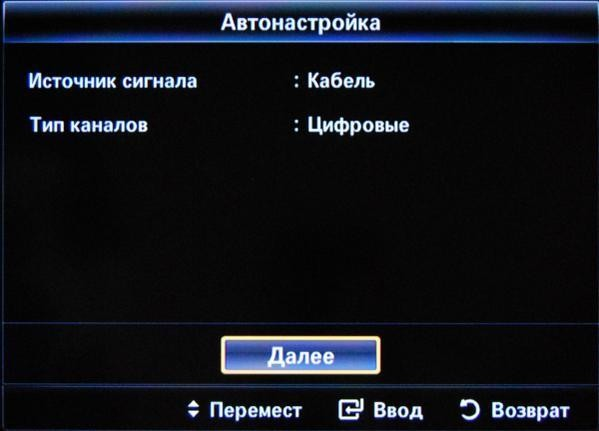 Автонастройка
Источник сигнала : Кабель
Тип каналов : Цифровые
Далее
Перемест Ввод Возврат